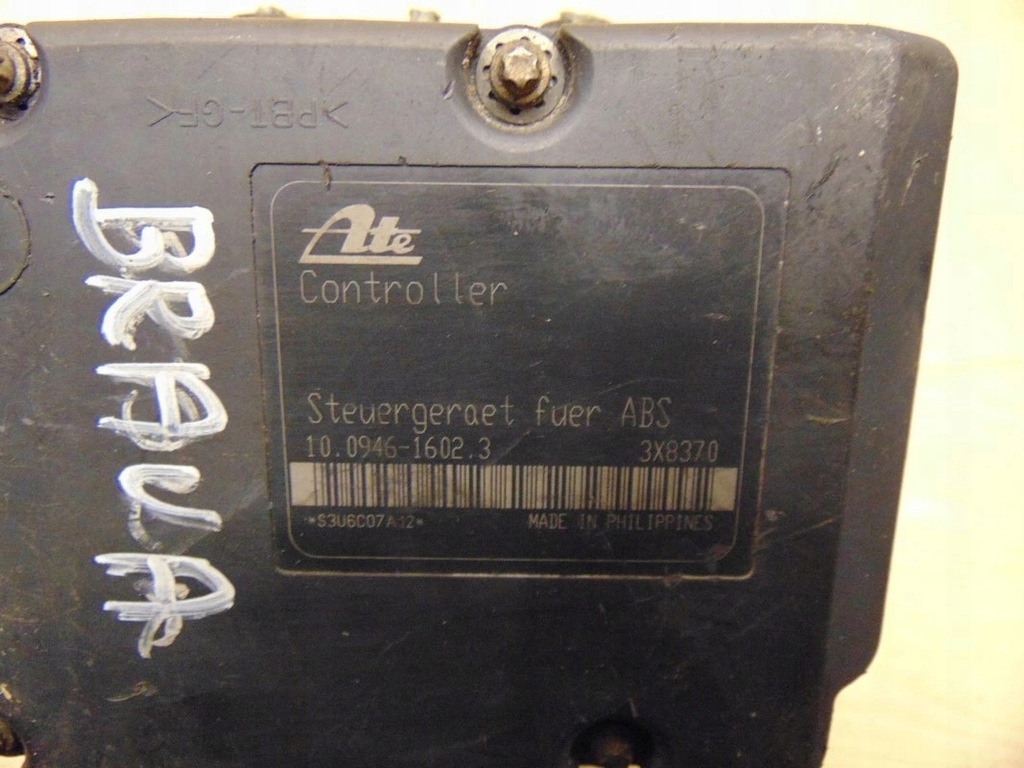 >PBT-GF<
Ate
Controller
Steuergeraet fuer ABS
10.0946-1602.3 3X8370
*S3U6C07A12*
MADE IN PHILIPPINES
BRAVA